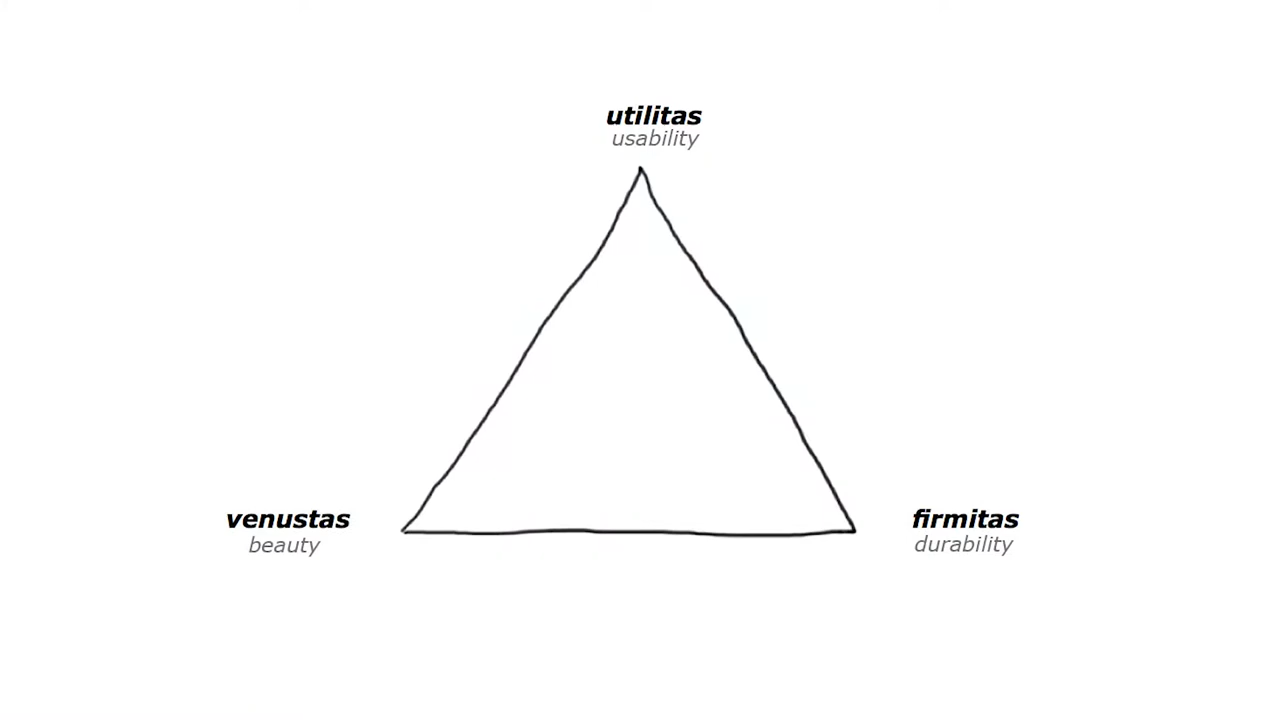 utilitas
usability
venustas
beauty
firmitas
durability